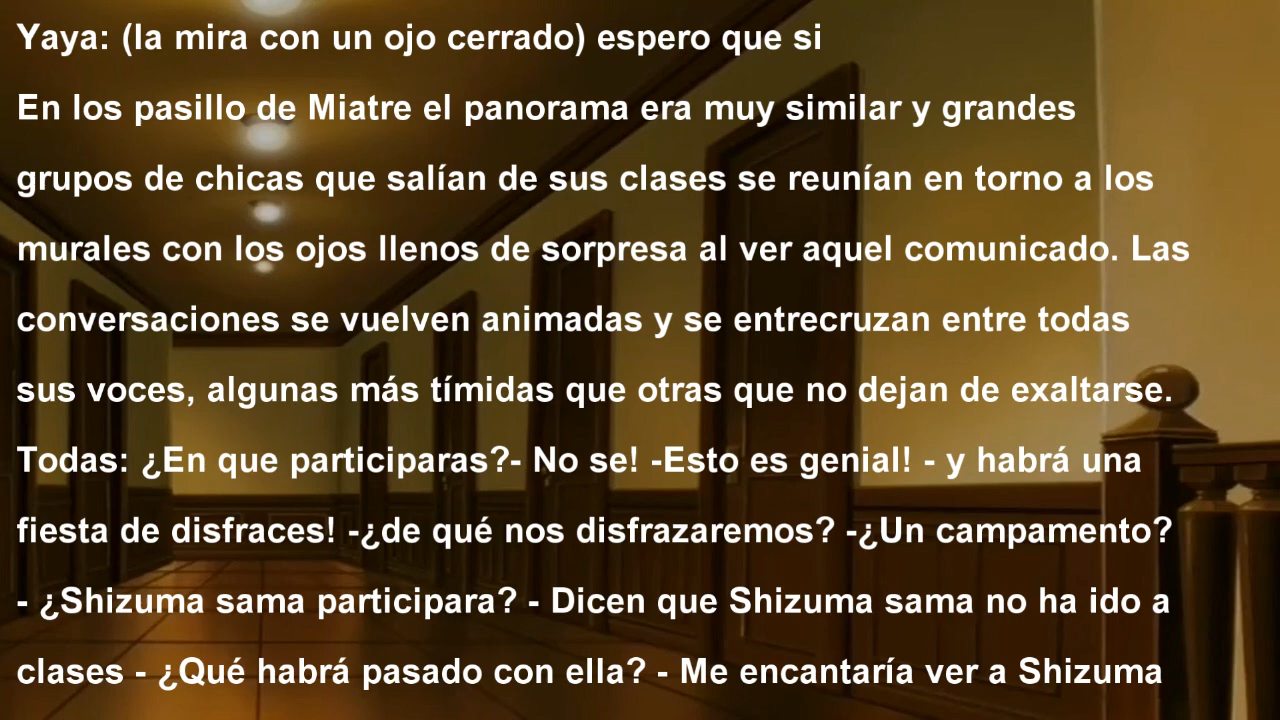 Yaya: (la mira con un ojo cerrado) espero que si
En los pasillo de Miatre el panorama era muy similar y grandes
grupos de chicas que salían de sus clases se reunían en torno a los
murales con los ojos llenos de sorpresa al ver aquel comunicado. Las
conversaciones se vuelven animadas y se entrecruzan entre todas
sus voces, algunas más tímidas que otras que no dejan de exaltarse.
Todas: ¿En que participaras?- No se! -Esto es genial! - y habrá una
fiesta de disfraces! -¿de qué nos disfrazaremos? -¿Un campamento?
- ¿Shizuma sama participara? - Dicen que Shizuma sama no ha ido a
clases - ¿Qué habrá pasado con ella? - Me encantaría ver a Shizuma